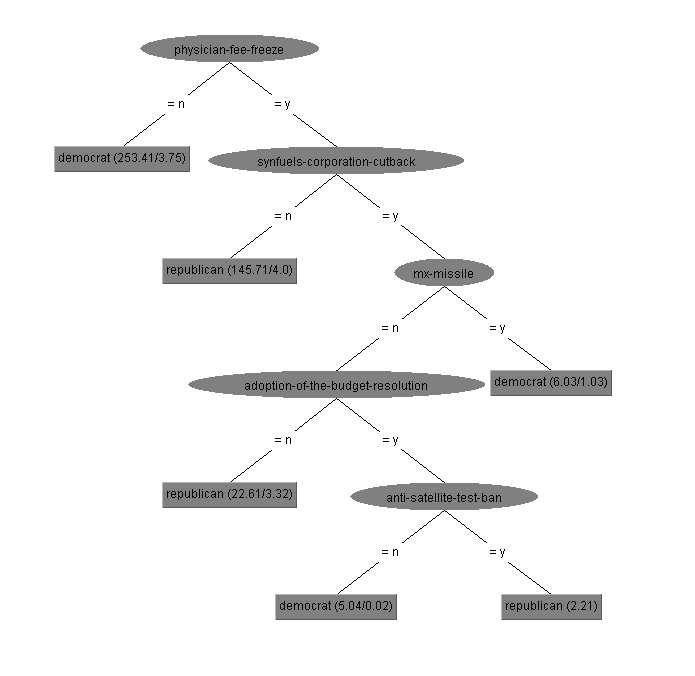 physician-fee-freeze
= n
= y
democrat (253.41/3.75)
synfuels-corporation-cutback
= n
= y
republican (145.71/4.0)
mx-missile
= n
= y
adoption-of-the-budget-resolution
democrat (6.03/1.03)
= n
= y
republican (22.61/3.32)
anti-satellite-test-ban
= n
= y
democrat (5.04/0.02)
republican (2.21)